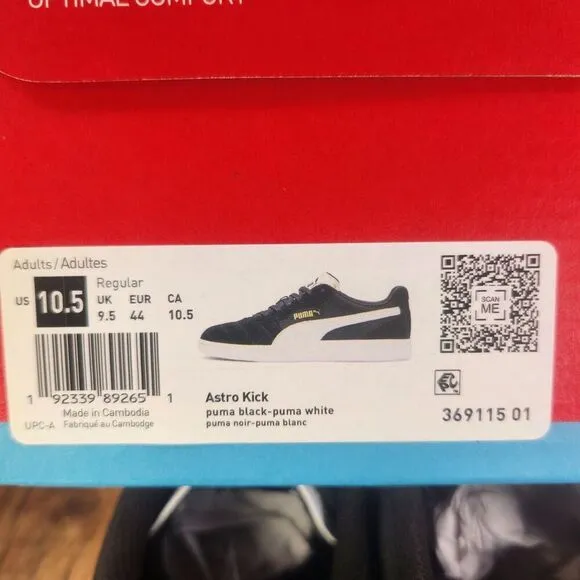 OPTIMAL COMFORT
Adults/Adultes
Regular
US 10.5 UK EUR CA
9.5 44 10.5
PUMA
SCAN
ME
1 92339 89265 1
Made in Cambodia
UPC-A Fabriqué au Cambodge
Astro Kick
puma black-puma white
puma noir-puma blanc
369115 01